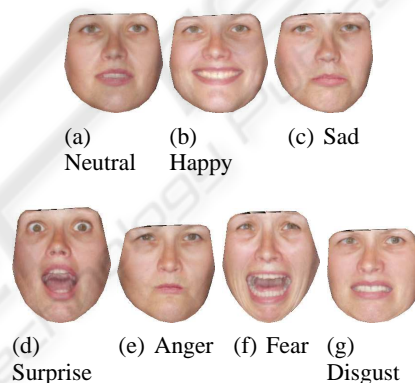 (a)
Neutral
(b)
Happy
(c) Sad
(d)
Surprise
(e) Anger
(f) Fear
(g)
Disgust